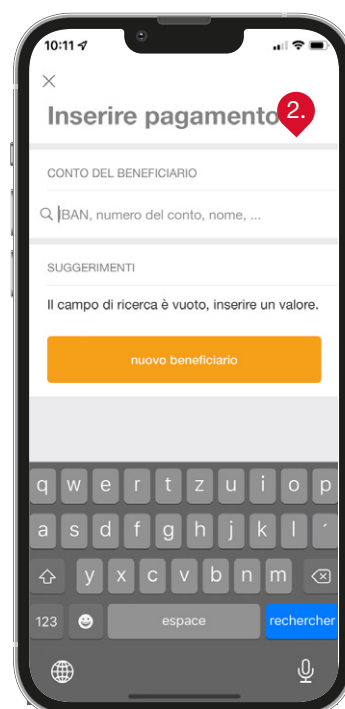 10:11
Inserire pagamento
2.
CONTO DEL BENEFICIARIO
IBAN, numero del conto, nome, ...
SUGGERIMENTI
Il campo di ricerca è vuoto, inserire un valore.
nuovo beneficiario
q w e r t z u i o p
a s d f g h j k l ´
y x c v b n m
123 espace rechercher